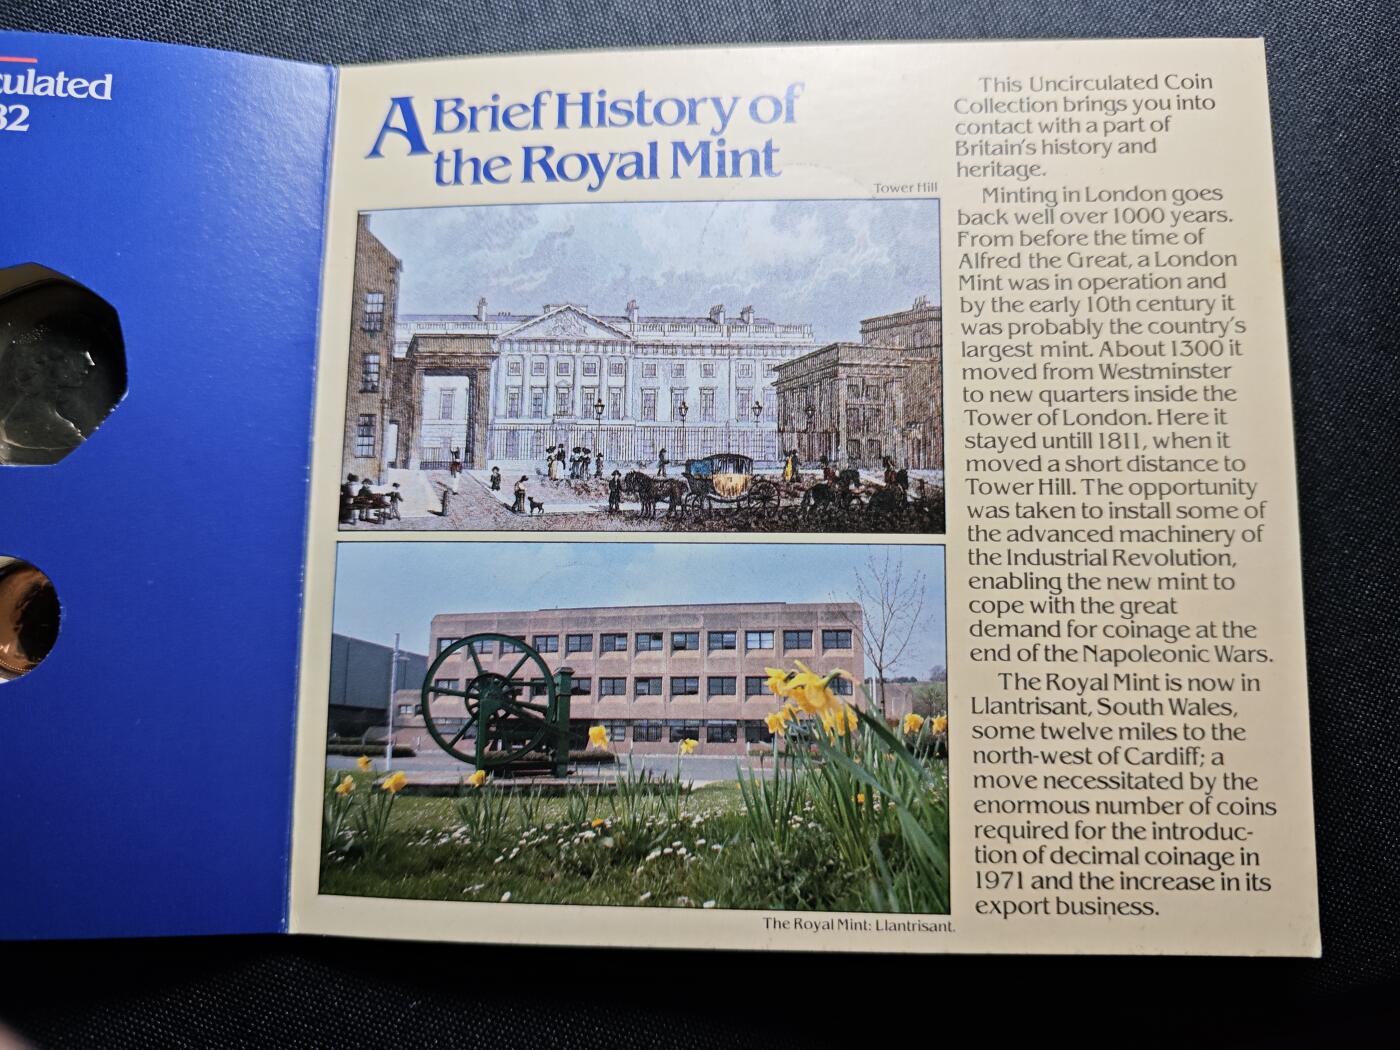 culated
82
A Brief History of
the Royal Mint
Tower Hill
The Royal Mint: Llantrisant.
This Uncirculated Coin
Collection brings you into
contact with a part of
Britain's history and
heritage.
Minting in London goes
back well over 1000 years.
From before the time of
Alfred the Great, a London
Mint was in operation and
by the early 10th century it
was probably the country's
largest mint. About 1300 it
moved from Westminster
to new quarters inside the
Tower of London. Here it
stayed untill 1811, when it
moved a short distance to
Tower Hill. The opportunity
was taken to install some of
the advanced machinery of
the Industrial Revolution,
enabling the new mint to
cope with the great
demand for coinage at the
end of the Napoleonic Wars.
The Royal Mint is now in
Llantrisant, South Wales,
some twelve miles to the
north-west of Cardiff; a
move necessitated by the
enormous number of coins
required for the introduc-
tion of decimal coinage in
1971 and the increase in its
export business.